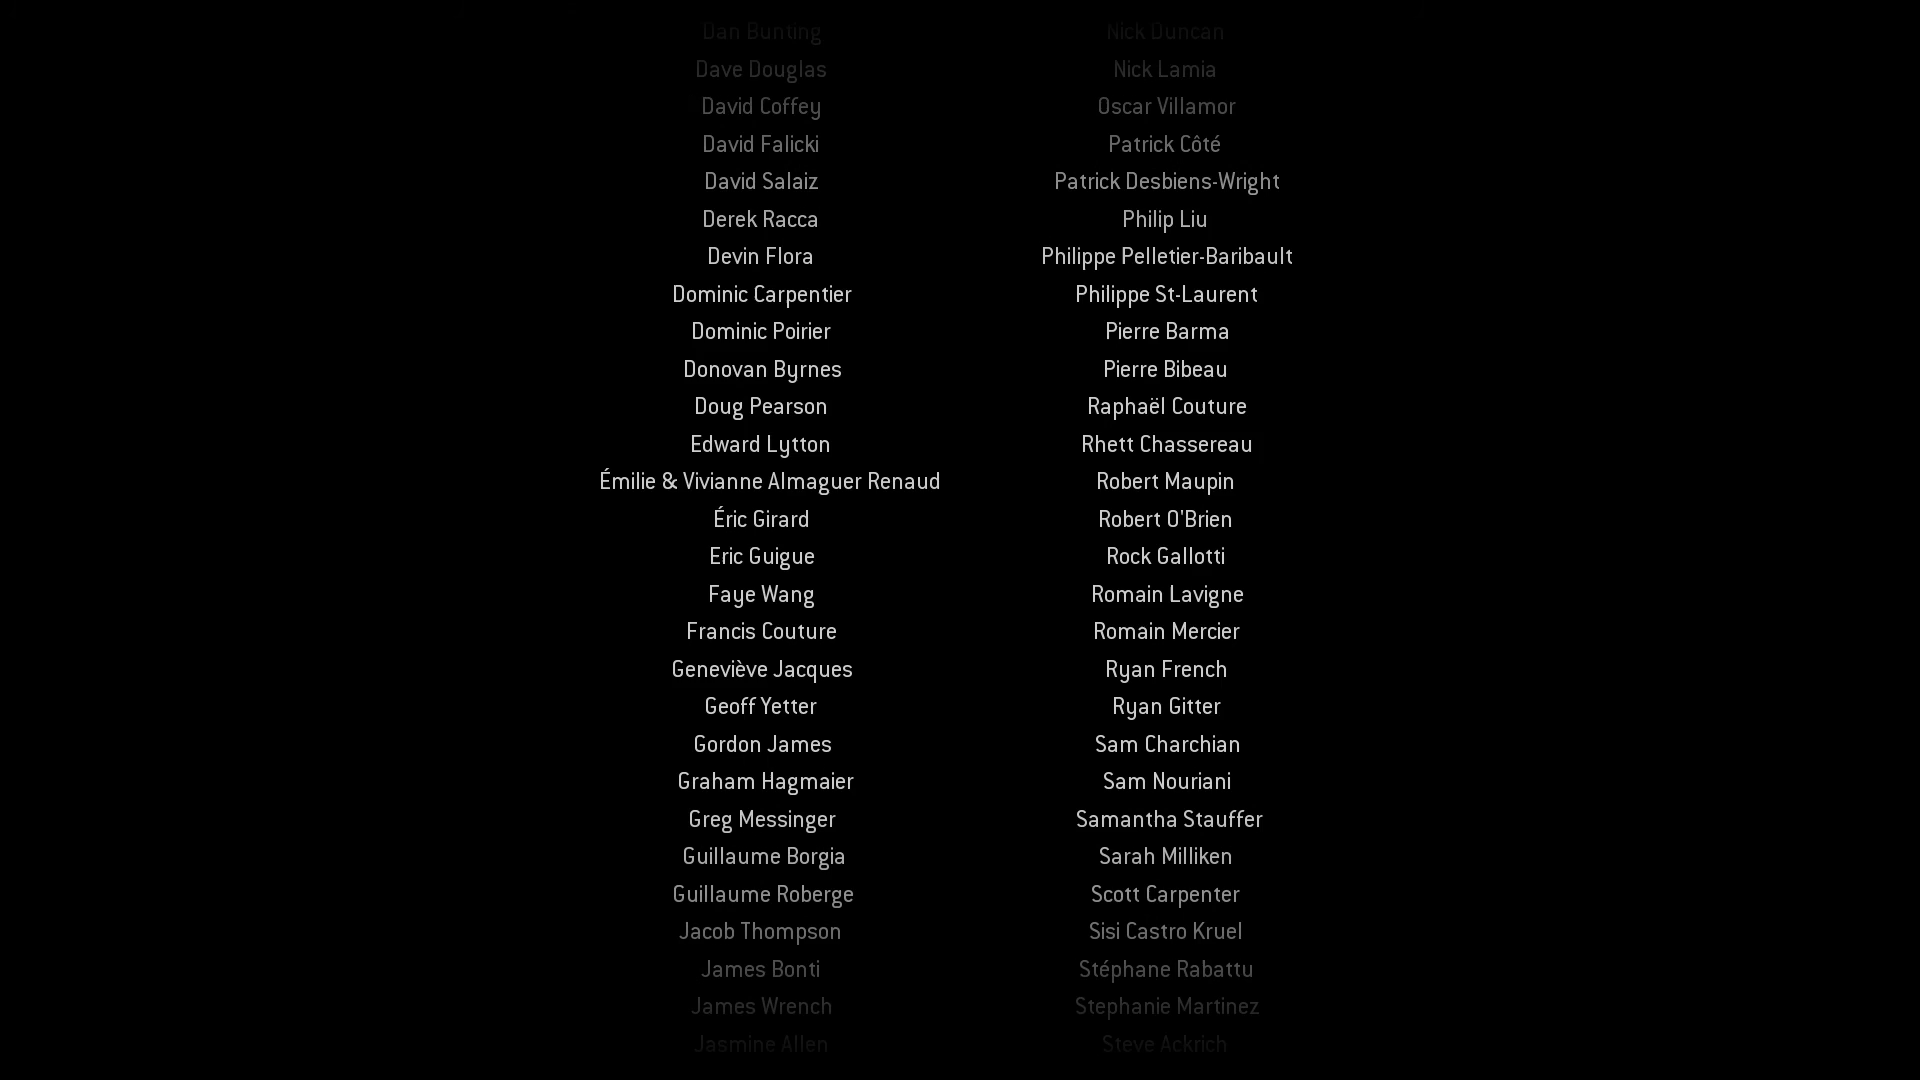 Dan Bunting
Dave Douglas
David Coffey
David Falicki
David Salaiz
Derek Racca
Devin Flora
Dominic Carpentier
Dominic Poirier
Donovan Byrnes
Doug Pearson
Edward Lytton
Émilie & Vivianne Almaguer Renaud
Éric Girard
Eric Guigue
Faye Wang
Francis Couture
Geneviève Jacques
Geoff Yetter
Gordon James
Graham Hagmaier
Greg Messinger
Guillaume Borgia
Guillaume Roberge
Jacob Thompson
James Bonti
James Wrench
Jasmine Allen
Nick Duncan
Nick Lamia
Oscar Villamor
Patrick Côté
Patrick Desbiens-Wright
Philip Liu
Philippe Pelletier-Baribault
Philippe St-Laurent
Pierre Barma
Pierre Bibeau
Raphaël Couture
Rhett Chassereau
Robert Maupin
Robert O'Brien
Rock Gallotti
Romain Lavigne
Romain Mercier
Ryan French
Ryan Gitter
Sam Charchian
Sam Nouriani
Samantha Stauffer
Sarah Milliken
Scott Carpenter
Sisi Castro Kruel
Stéphane Rabattu
Stephanie Martinez
Steve Ackrich